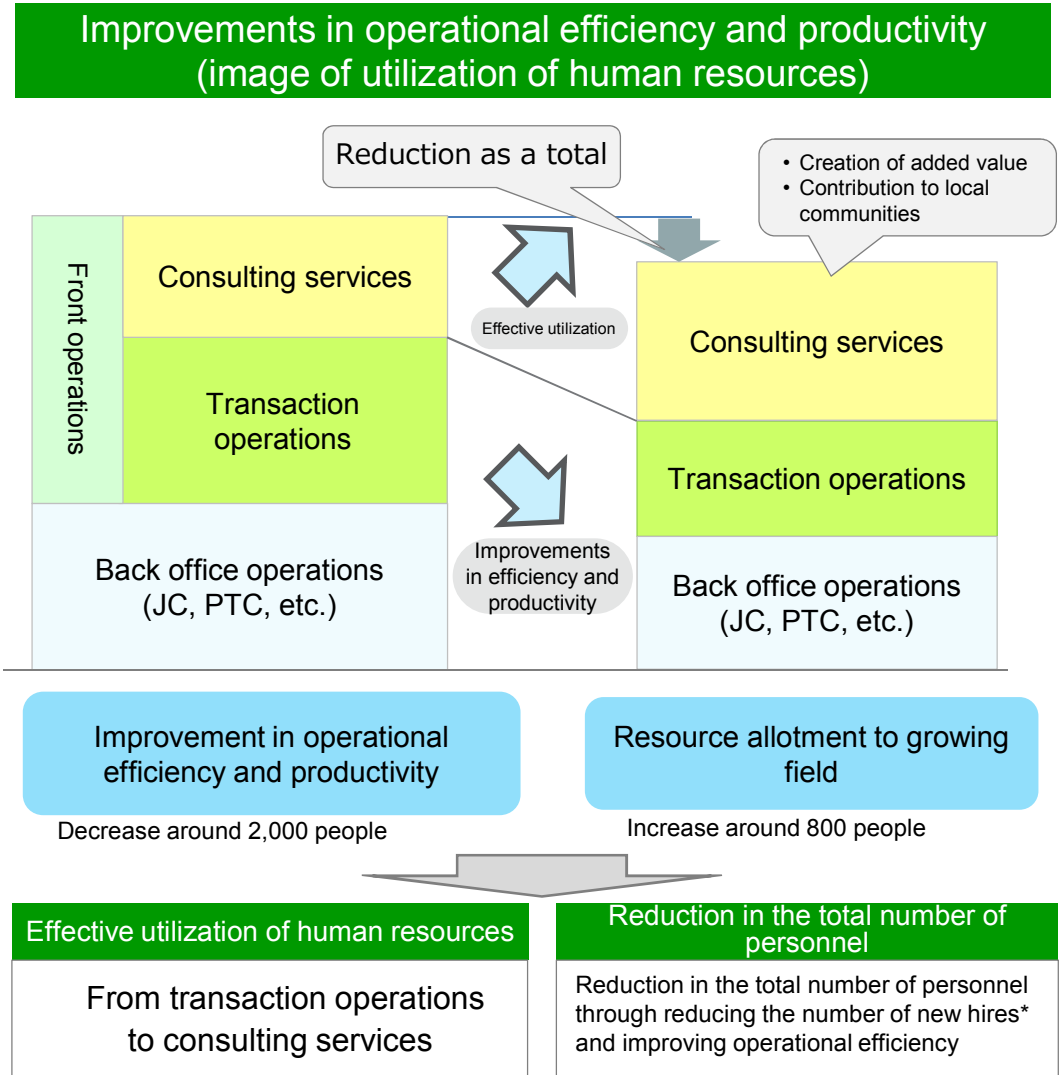 Improvements in operational efficiency and productivity
(image of utilization of human resources)
Reduction as a total
• Creation of added value
• Contribution to local
communities
Front operations
Consulting services
Effective utilization
Consulting services
Transaction
operations
Transaction operations
Back office operations
(JC, PTC, etc.)
Improvements
in efficiency and
productivity
Back office operations
(JC, PTC, etc.)
Improvement in operational
efficiency and productivity
Resource allotment to growing
field
Decrease around 2,000 people
Increase around 800 people
Effective utilization of human resources
From transaction operations
to consulting services
Reduction in the total number of
personnel
Reduction in the total number of personnel
through reducing the number of new hires*
and improving operational efficiency